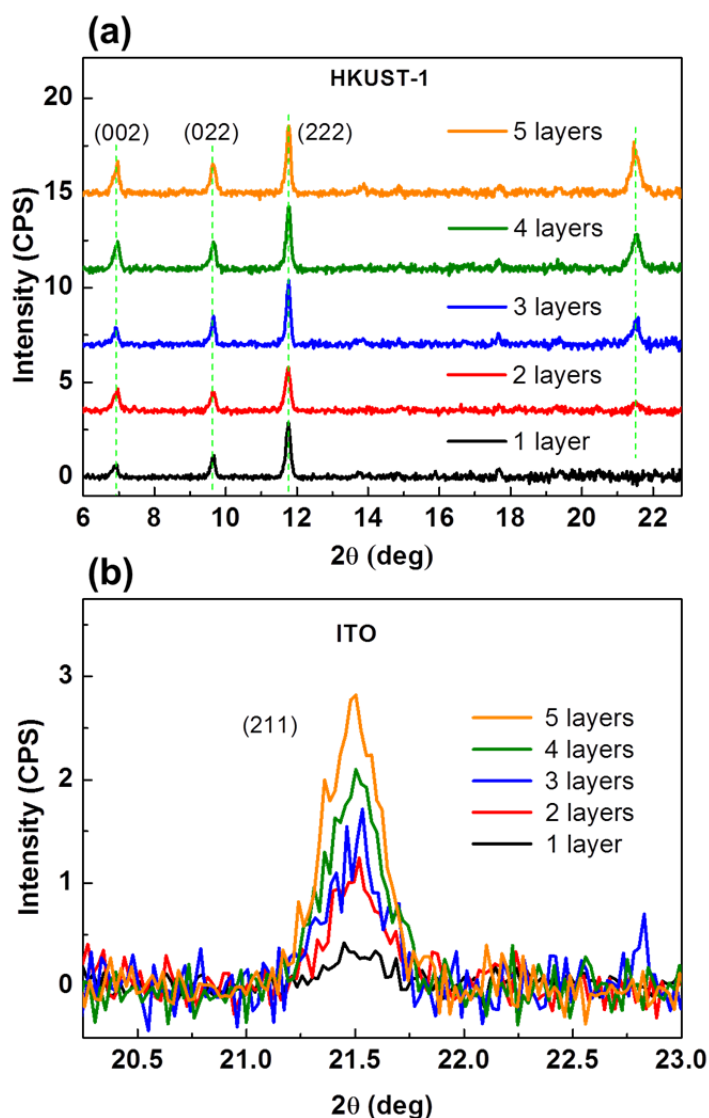 (a)
HKUST-1
20
(002) (022) (222) 5 layers
15
4 layers
10
3 layers
5
2 layers
0
1 layer
Intensity (CPS)
6 8 10 12 14 16 18 20 22
2θ (deg)
(b)
ITO
3
(211)
5 layers
4 layers
3 layers
2 layers
1 layer
2
1
0
Intensity (CPS)
20.5 21.0 21.5 22.0 22.5 23.0
2θ (deg)